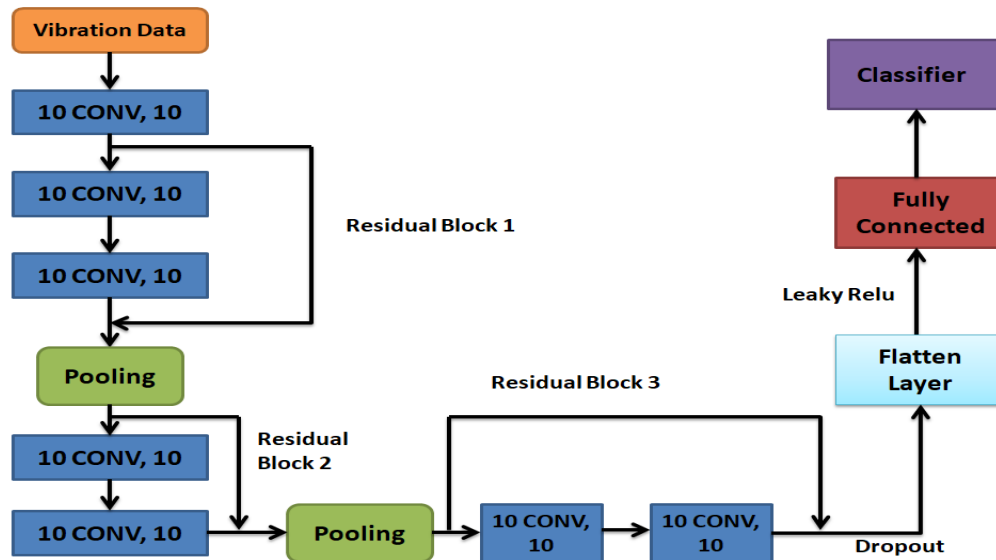 Vibration Data
10 CONV, 10
10 CONV, 10
Residual Block 1
10 CONV, 10
Pooling
10 CONV, 10
Residual
Block 2
10 CONV, 10
Pooling
Residual Block 3
10 CONV,
10
10 CONV,
10
Dropout
Flatten
Layer
Leaky Relu
Fully
Connected
Classifier